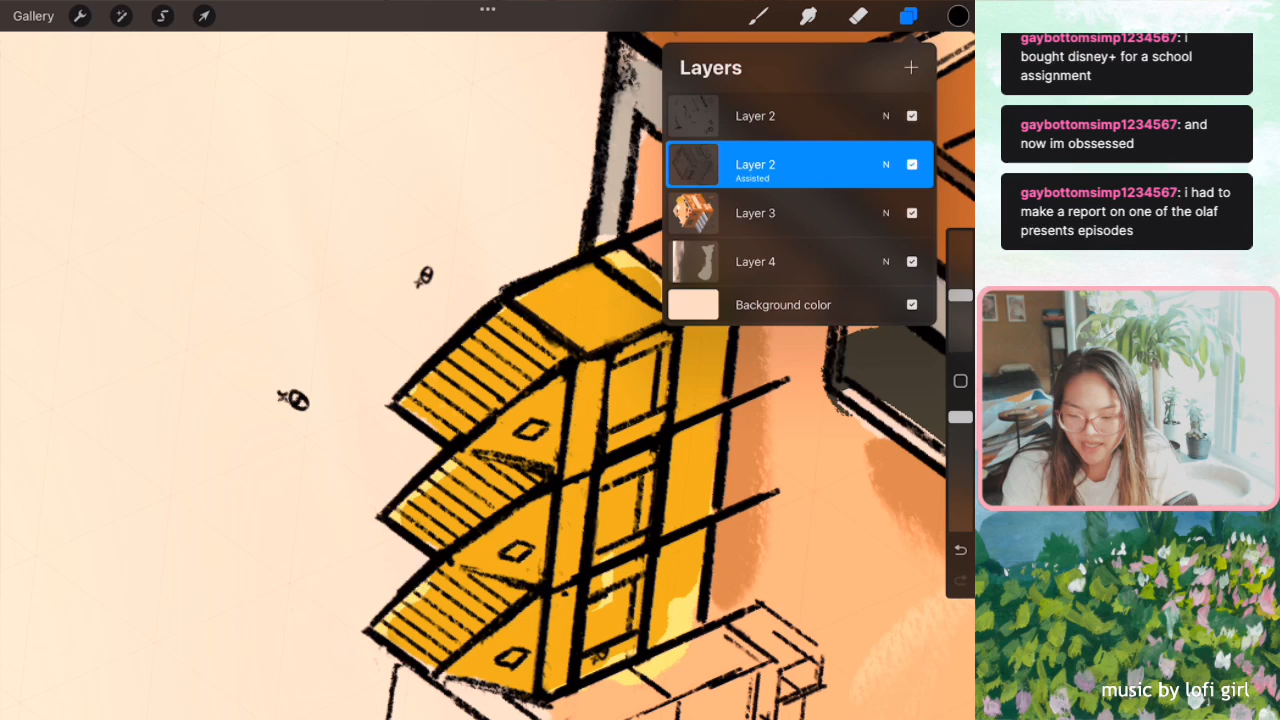 Gallery
Layers
Layer 2 N
Layer 2 N
Assisted
Layer 3 N
Layer 4 N
Background color
gaybottomsimp1234567: i
bought disney+ for a school
assignment
gaybottomsimp1234567: and
now im obssessed
gaybottomsimp1234567: i had to
make a report on one of the olaf
presents episodes
music by lofi girl